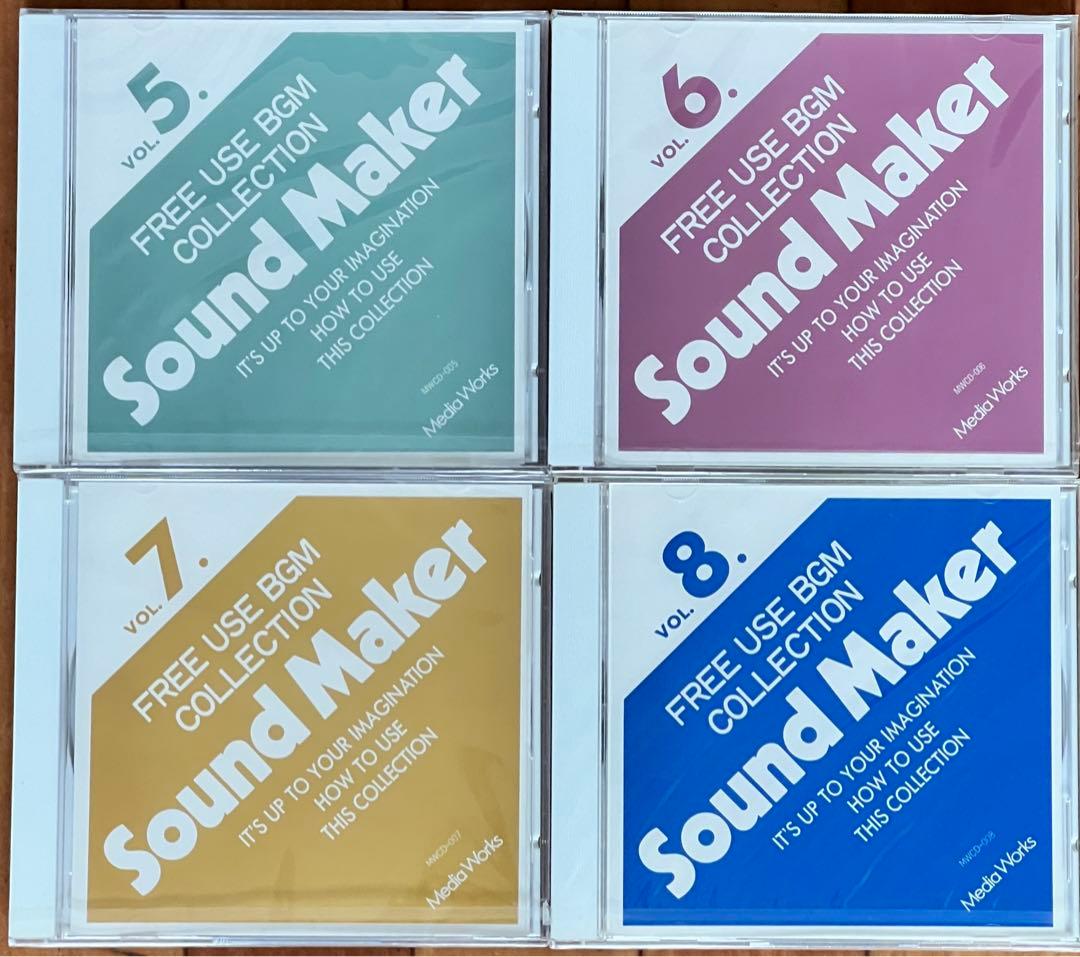 VOL. 5.
FREE USE BGM
COLLECTION
Sound Maker
IT'S UP TO YOUR IMAGINATION
HOW TO USE
THIS COLLECTION
MWCD-005
Media Works
VOL. 6.
FREE USE BGM
COLLECTION
Sound Maker
IT'S UP TO YOUR IMAGINATION
HOW TO USE
THIS COLLECTION
MWCD-006
Media Works
VOL. 7.
FREE USE BGM
COLLECTION
Sound Maker
IT'S UP TO YOUR IMAGINATION
HOW TO USE
THIS COLLECTION
MWCD-007
Media Works
VOL. 8.
FREE USE BGM
COLLECTION
Sound Maker
IT'S UP TO YOUR IMAGINATION
HOW TO USE
THIS COLLECTION
MWCD-008
Media Works